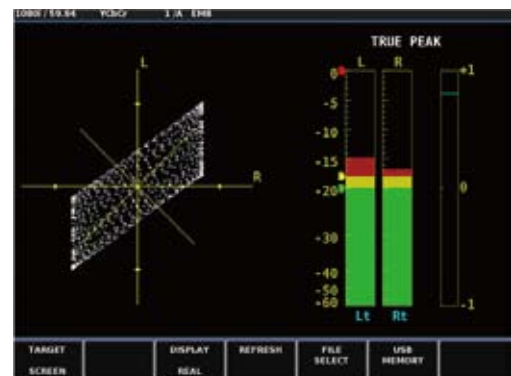 1080i/59.94 YCbCr 1/A EMB
TRUE PEAK
L
L R
0
-5
-10
-15
-20
-30
-40
-50
-60
+1
0
-1
R
Lt Rt
TARGET
SCREEN
DISPLAY
REAL
REFRESH
FILE
SELECT
USB
MEMORY